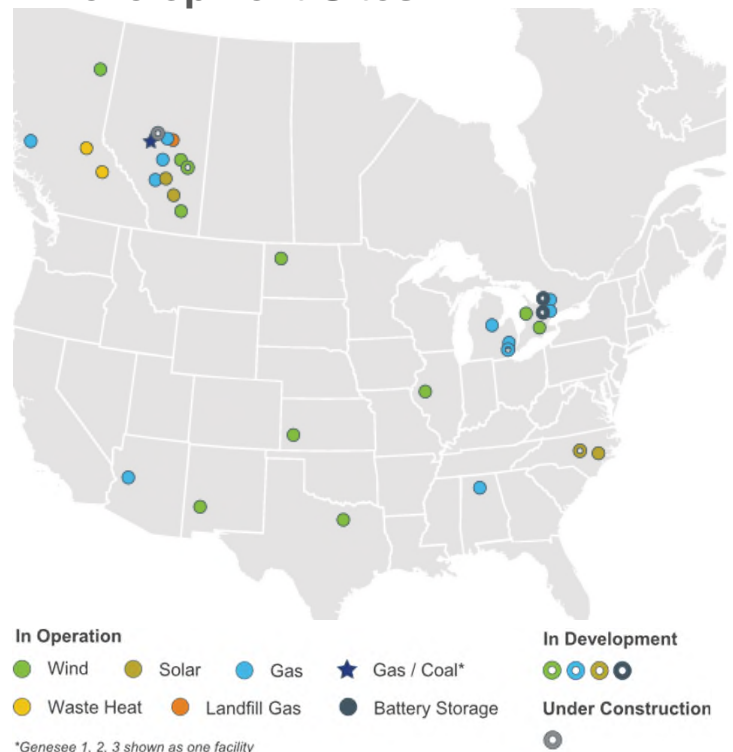 In Operation
In Development
Wind
Solar
Gas
Gas / Coal*
Waste Heat
Landfill Gas
Battery Storage
Under Construction
*Genesee 1, 2, 3 shown as one facility